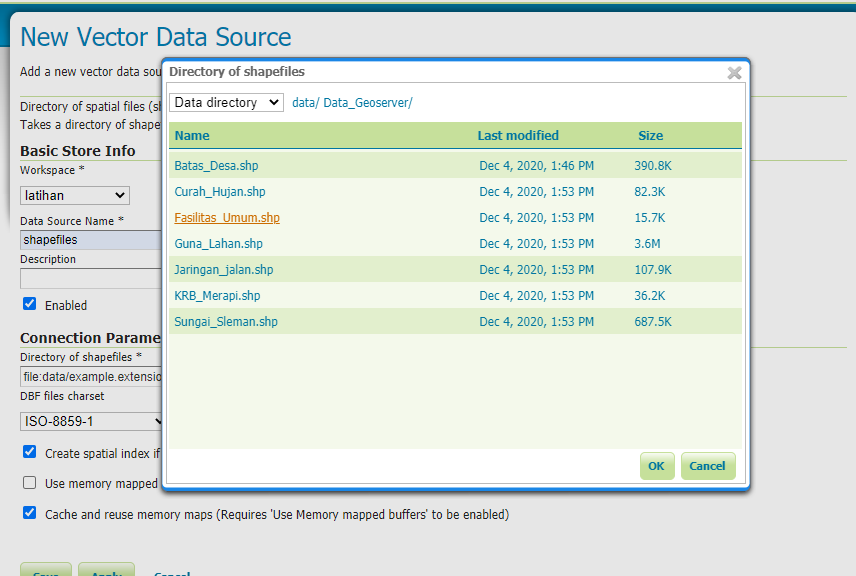 New Vector Data Source
Add a new vector data sou
Directory of spatial files (sh
Takes a directory of shape
Basic Store Info
Workspace *
latihan
Data Source Name *
shapefiles
Description
Enabled
Connection Parame
Directory of shapefiles *
file:data/example.extensio
DBF files charset
ISO-8859-1
Create spatial index if
Use memory mapped
Cache and reuse memory maps (Requires 'Use Memory mapped buffers' to be enabled)
Save Apply Cancel
Directory of shapefiles
Data directory data/ Data_Geoserver/
Name Last modified Size
Batas_Desa.shp Dec 4, 2020, 1:46 PM 390.8K
Curah_Hujan.shp Dec 4, 2020, 1:53 PM 82.3K
Fasilitas_Umum.shp Dec 4, 2020, 1:53 PM 15.7K
Guna_Lahan.shp Dec 4, 2020, 1:53 PM 3.6M
Jaringan_jalan.shp Dec 4, 2020, 1:53 PM 107.9K
KRB_Merapi.shp Dec 4, 2020, 1:53 PM 36.2K
Sungai_Sleman.shp Dec 4, 2020, 1:53 PM 687.5K
OK Cancel